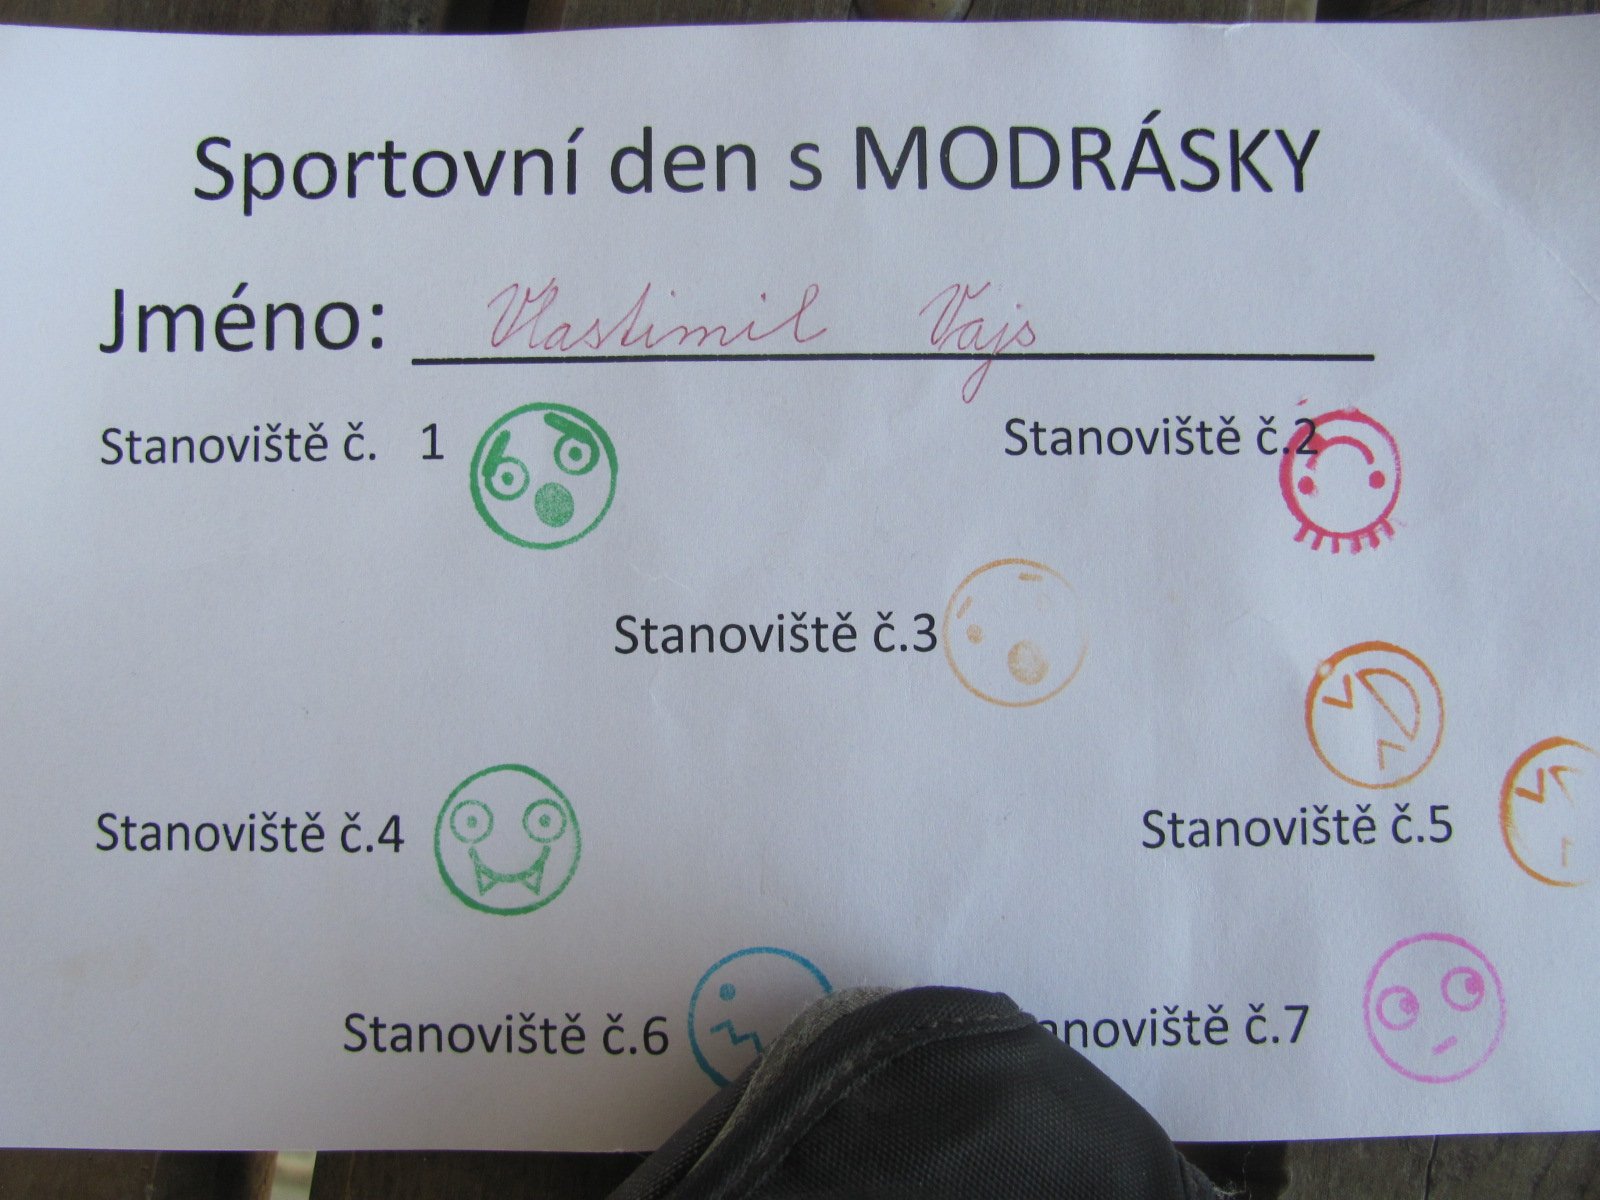 Sportovní den s MODRÁSKY
Jméno: Vlastimil Vajs
Stanoviště č. 1
Stanoviště č.2
Stanoviště č.3
Stanoviště č.4
Stanoviště č.5
Stanoviště č.6
anoviště č.7